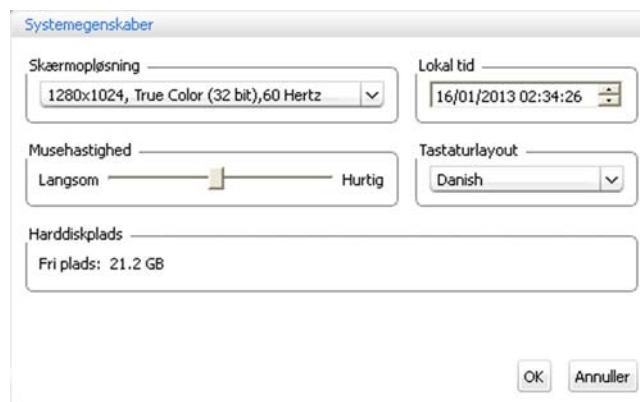 Systemegenskaber
Skærmopløsning
1280x1024, True Color (32 bit),60 Hertz
Lokal tid
16/01/2013 02:34:26
Musehastighed
Langsom
Hurtig
Tastaturlayout
Danish
Harddiskplads
Fri plads: 21.2 GB
OK
Annuller